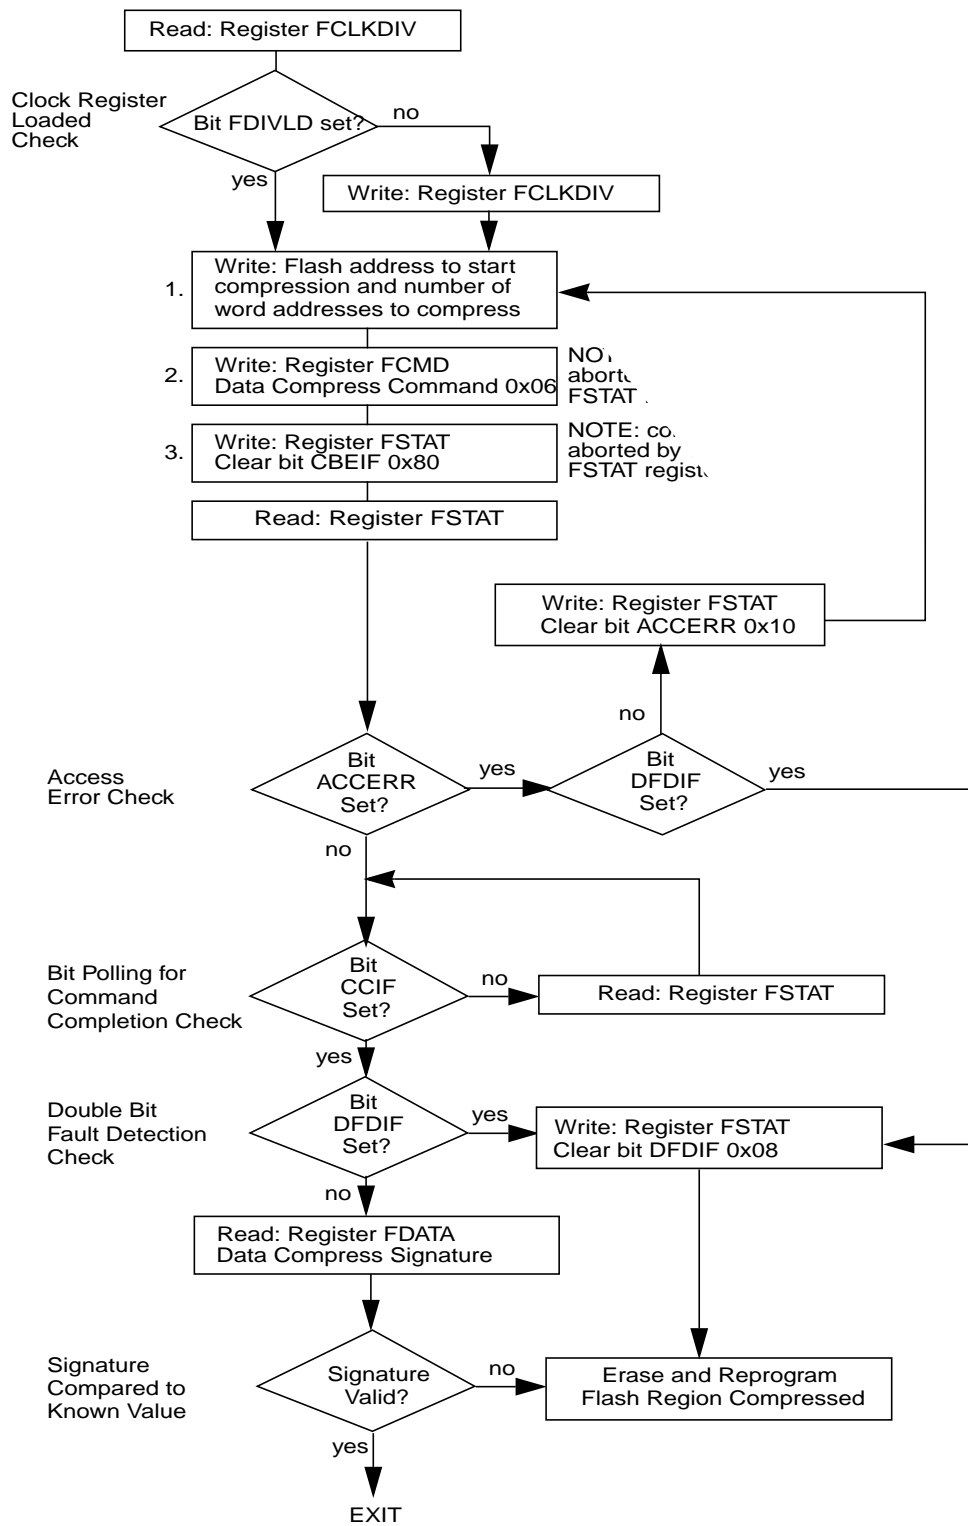 Read: Register FCLKDIV
Clock Register
Loaded
Check
Bit FDIVLD set?
no
yes
Write: Register FCLKDIV
1.
Write: Flash address to start
compression and number of
word addresses to compress
2.
Write: Register FCMD
Data Compress Command 0x06
FSTAT
3.
Write: Register FSTAT
Clear bit CBEIF 0x80
NOTE:
aborted by
FSTAT
Read: Register FSTAT
Write: Register FSTAT
Clear bit ACCERR 0x10
no
Access
Error Check
Bit
ACCERR
Set?
yes
Bit
DFDIF
Set?
yes
no
Bit Polling for
Command
Completion Check
Bit
CCIF
Set?
no
Read: Register FSTAT
yes
Double Bit
Fault Detection
Check
Bit
DFDIF
Set?
yes
Write: Register FSTAT
Clear bit DFDIF 0x08
no
Read: Register FDATA
Data Compress Signature
Signature
Compared to
Known Value
Signature
Valid?
no
Erase and Reprogram
Flash Region Compressed
yes
EXIT